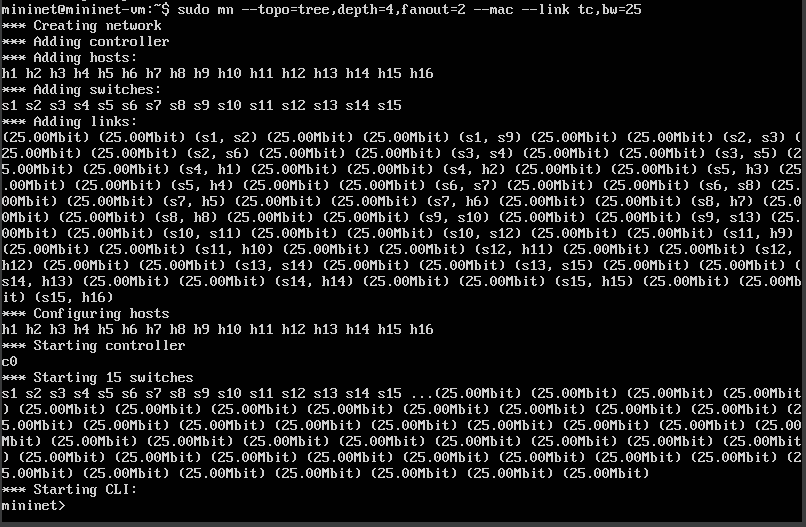 mininet@mininet-vm:~$ sudo mn --topo=tree,depth=4,fanout=2 --mac --link tc,bw=25
*** Creating network
*** Adding controller
*** Adding hosts:
h1 h2 h3 h4 h5 h6 h7 h8 h9 h10 h11 h12 h13 h14 h15 h16
*** Adding switches:
s1 s2 s3 s4 s5 s6 s7 s8 s9 s10 s11 s12 s13 s14 s15
*** Adding links:
(25.00Mbit) (25.00Mbit) (s1, s2) (25.00Mbit) (25.00Mbit) (s1, s9) (25.00Mbit) (25.00Mbit) (s2, s3) (
25.00Mbit) (25.00Mbit) (s2, s6) (25.00Mbit) (25.00Mbit) (s3, s4) (25.00Mbit) (25.00Mbit) (s3, s5) (2
5.00Mbit) (25.00Mbit) (s4, h1) (25.00Mbit) (25.00Mbit) (s4, h2) (25.00Mbit) (25.00Mbit) (s5, h3) (25
.00Mbit) (25.00Mbit) (s5, h4) (25.00Mbit) (25.00Mbit) (s6, s7) (25.00Mbit) (25.00Mbit) (s6, s8) (25.
00Mbit) (25.00Mbit) (s7, h5) (25.00Mbit) (25.00Mbit) (s7, h6) (25.00Mbit) (25.00Mbit) (s8, h7) (25.0
0Mbit) (25.00Mbit) (s8, h8) (25.00Mbit) (25.00Mbit) (s9, s10) (25.00Mbit) (25.00Mbit) (s9, s13) (25.
00Mbit) (25.00Mbit) (s10, s11) (25.00Mbit) (25.00Mbit) (s10, s12) (25.00Mbit) (25.00Mbit) (s11, h9)
(25.00Mbit) (25.00Mbit) (s11, h10) (25.00Mbit) (25.00Mbit) (s12, h11) (25.00Mbit) (25.00Mbit) (s12,
h12) (25.00Mbit) (25.00Mbit) (s13, s14) (25.00Mbit) (25.00Mbit) (s13, s15) (25.00Mbit) (25.00Mbit) (
s14, h13) (25.00Mbit) (25.00Mbit) (s14, h14) (25.00Mbit) (25.00Mbit) (s15, h15) (25.00Mbit) (25.00Mb
it) (s15, h16)
*** Configuring hosts
h1 h2 h3 h4 h5 h6 h7 h8 h9 h10 h11 h12 h13 h14 h15 h16
*** Starting controller
c0
*** Starting 15 switches
s1 s2 s3 s4 s5 s6 s7 s8 s9 s10 s11 s12 s13 s14 s15 ...(25.00Mbit) (25.00Mbit) (25.00Mbit) (25.00Mbit
) (25.00Mbit) (25.00Mbit) (25.00Mbit) (25.00Mbit) (25.00Mbit) (25.00Mbit) (25.00Mbit) (25.00Mbit) (2
5.00Mbit) (25.00Mbit) (25.00Mbit) (25.00Mbit) (25.00Mbit) (25.00Mbit) (25.00Mbit) (25.00Mbit) (25.00
Mbit) (25.00Mbit) (25.00Mbit) (25.00Mbit) (25.00Mbit) (25.00Mbit) (25.00Mbit) (25.00Mbit) (25.00Mbit
) (25.00Mbit) (25.00Mbit) (25.00Mbit) (25.00Mbit) (25.00Mbit) (25.00Mbit) (25.00Mbit) (25.00Mbit) (2
5.00Mbit) (25.00Mbit) (25.00Mbit) (25.00Mbit) (25.00Mbit) (25.00Mbit) (25.00Mbit)
*** Starting CLI:
mininet>